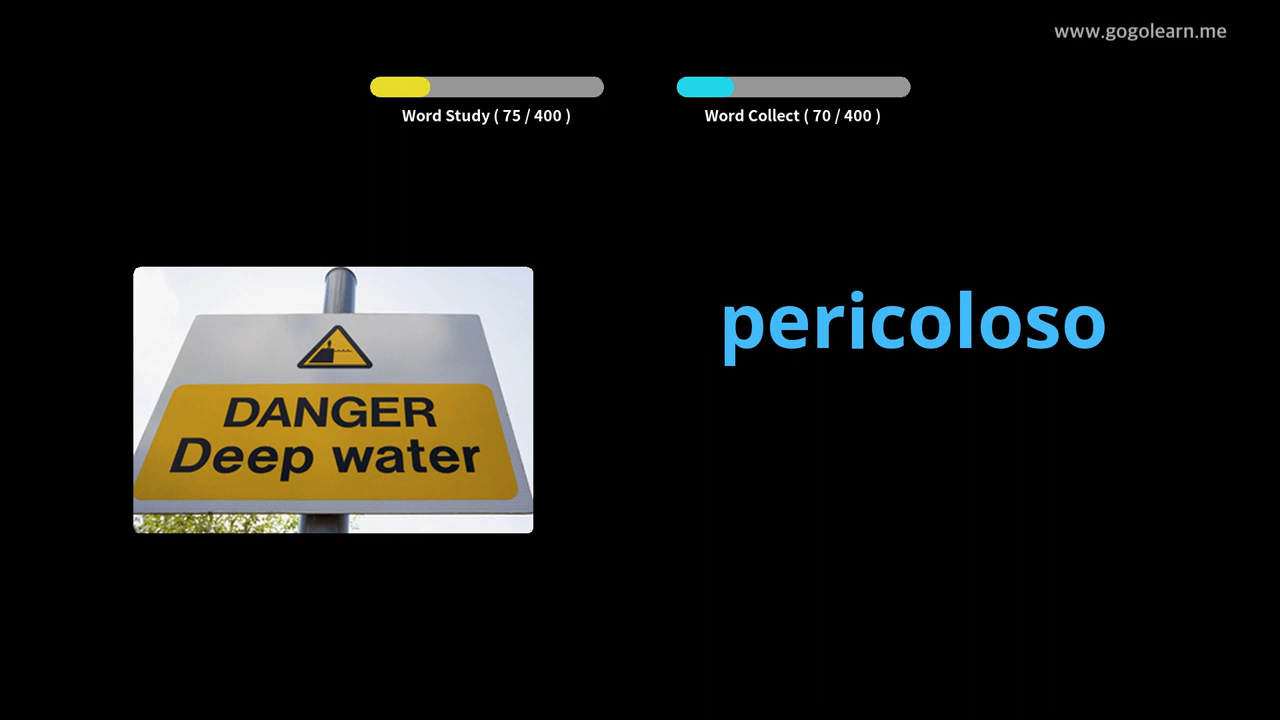 www.gogolearn.me
Word Study ( 75 / 400 )
Word Collect ( 70 / 400 )
DANGER
Deep water
pericoloso